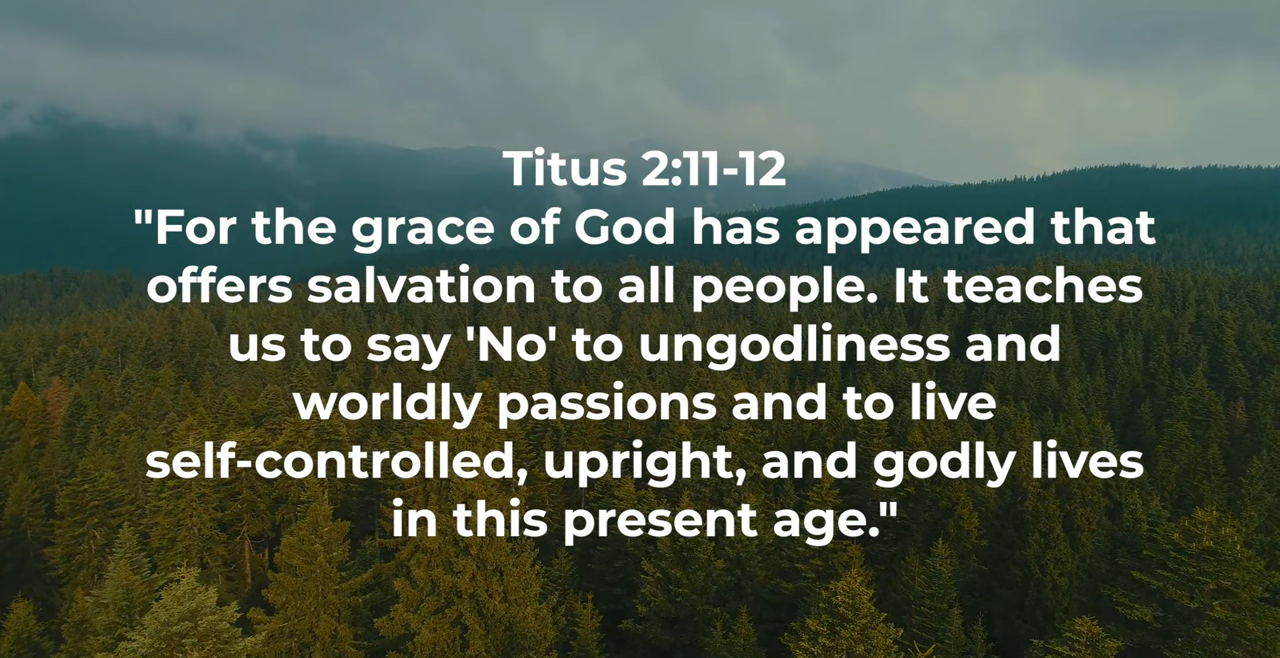 Titus 2:11-12
"For the grace of God has appeared that
offers salvation to all people. It teaches
us to say 'No' to ungodliness and
worldly passions and to live
self-controlled, upright, and godly lives
in this present age."